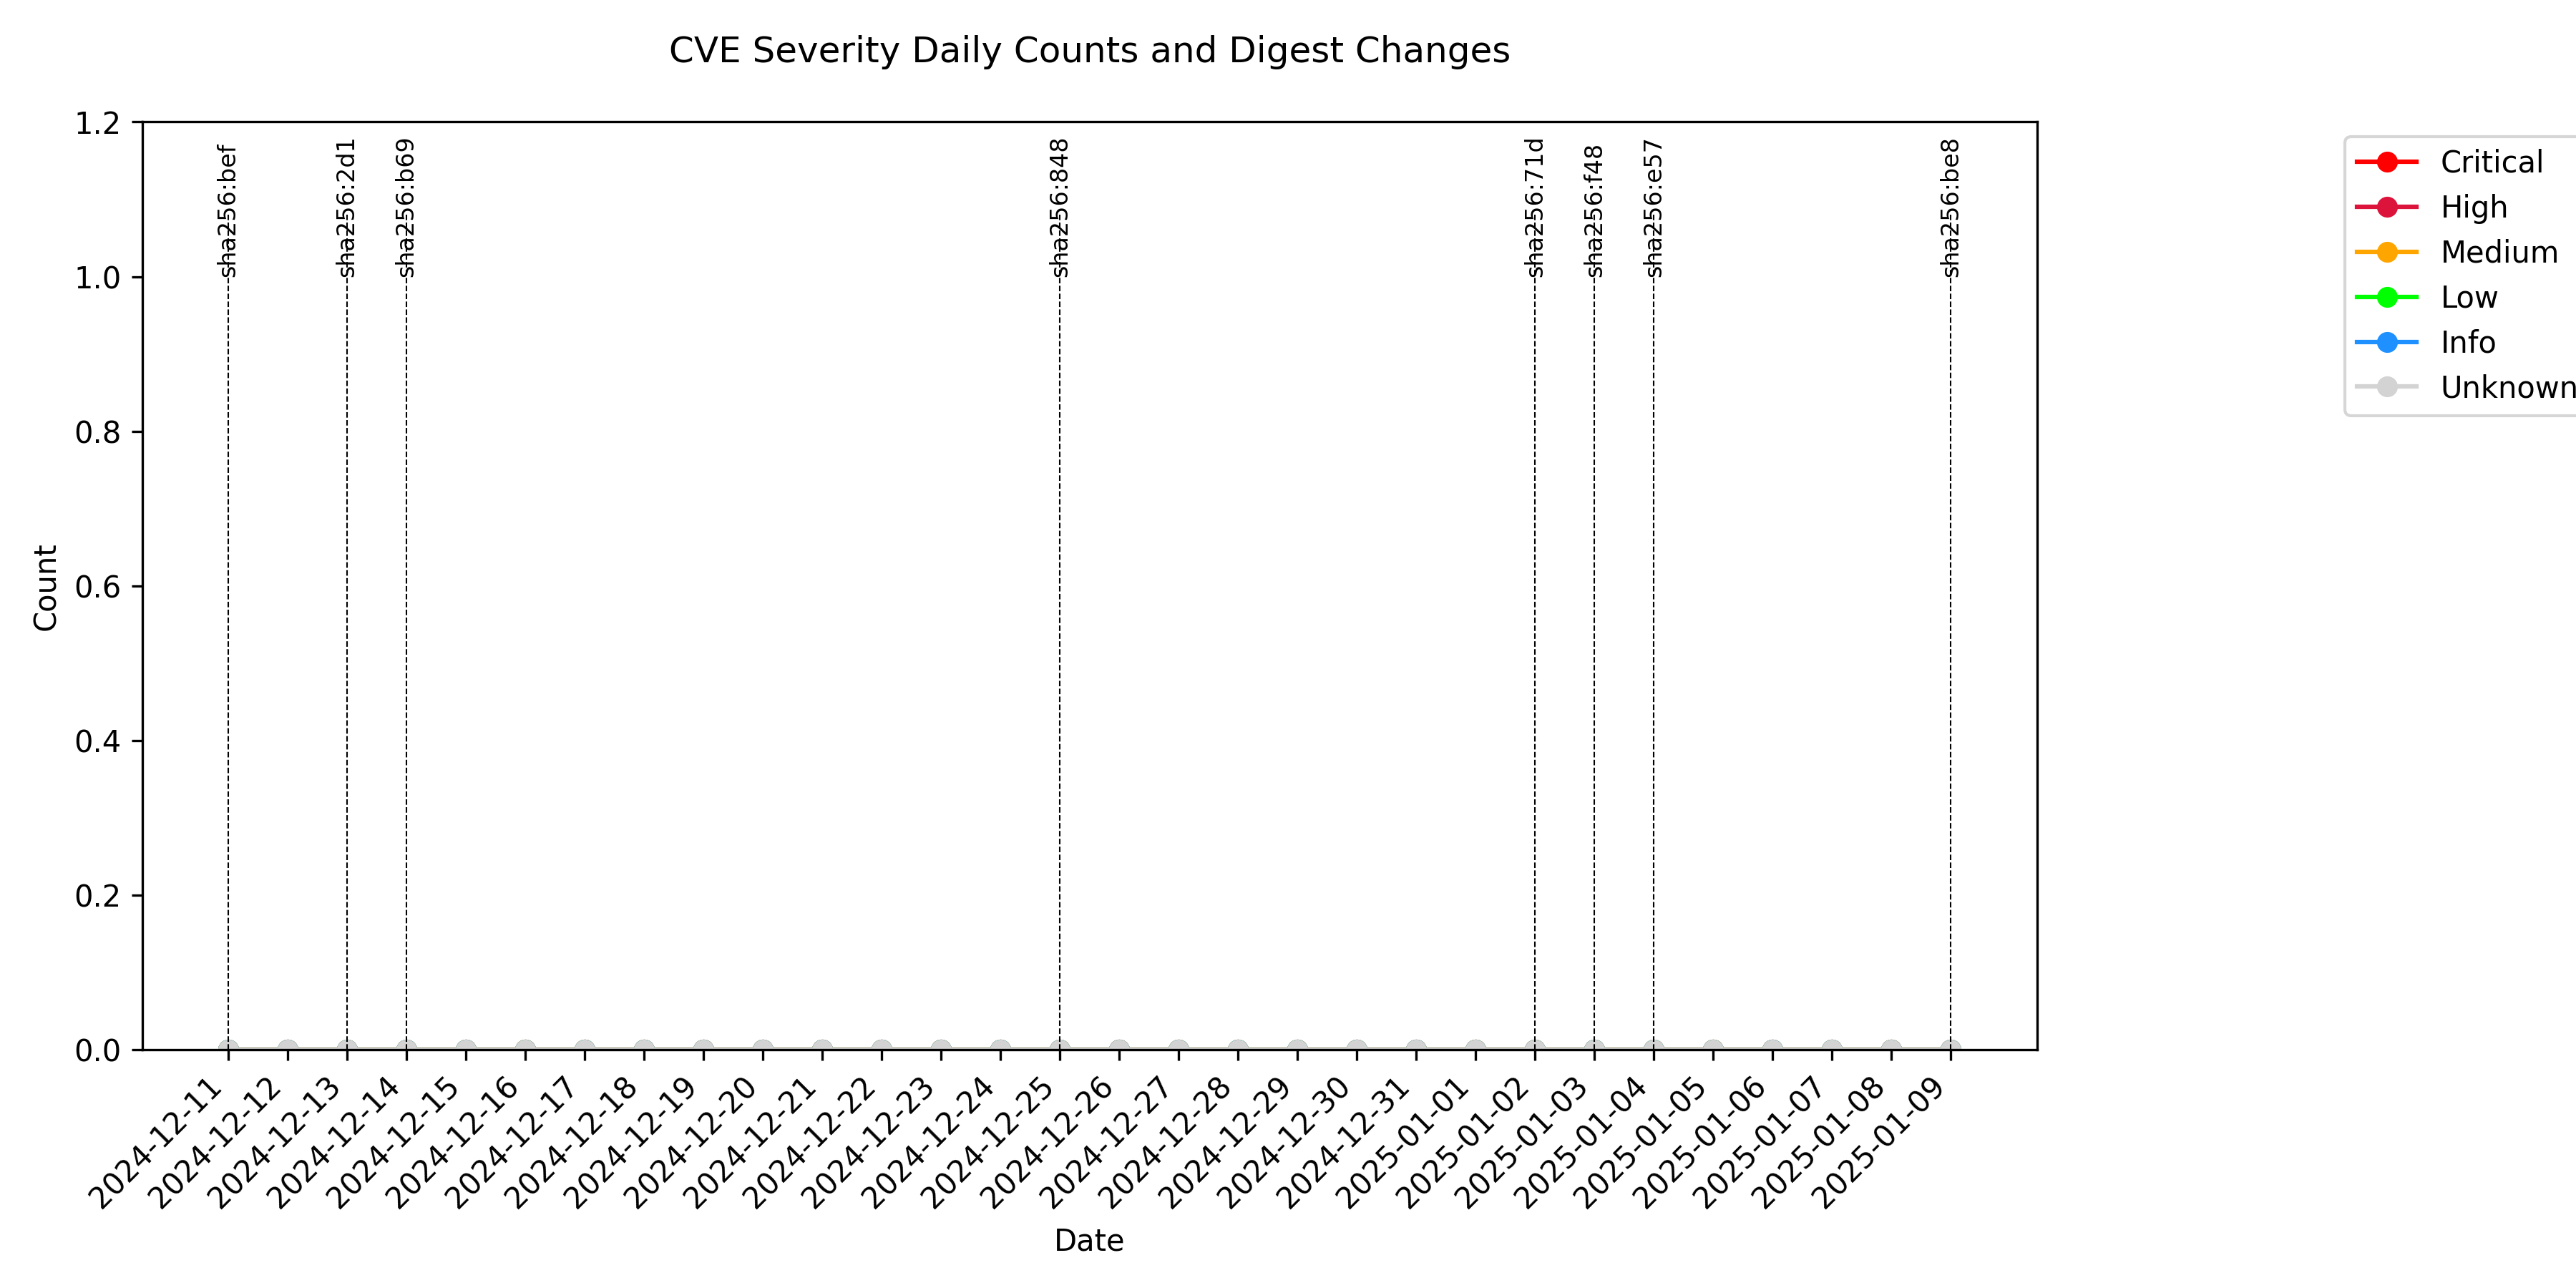 CVE Severity Daily Counts and Digest Changes
1.2
1.0
0.8
0.6
0.4
0.2
0.0
Count
sha256:bef
sha256:2d1
sha256:b69
sha256:848
sha256:71d
sha256:f48
sha256:e57
sha256:be8
Critical
High
Medium
Low
Info
Unknown
2024-12-11
2024-12-12
2024-12-13
2024-12-14
2024-12-15
2024-12-16
2024-12-17
2024-12-18
2024-12-19
2024-12-20
2024-12-21
2024-12-22
2024-12-23
2024-12-24
2024-12-25
2024-12-26
2024-12-27
2024-12-28
2024-12-29
2024-12-30
2024-12-31
2025-01-01
2025-01-02
2025-01-03
2025-01-04
2025-01-05
2025-01-06
2025-01-07
2025-01-08
2025-01-09
Date